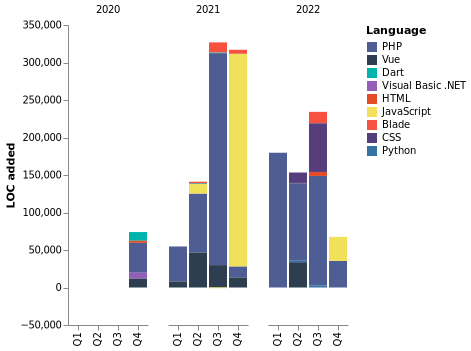 2020 2021 2022
350,000
300,000
250,000
200,000
150,000
100,000
50,000
0
−50,000
LOC added
Q1 Q2 Q3 Q4 Q1 Q2 Q3 Q4 Q1 Q2 Q3 Q4
Language
PHP
Vue
Dart
Visual Basic .NET
HTML
JavaScript
Blade
CSS
Python